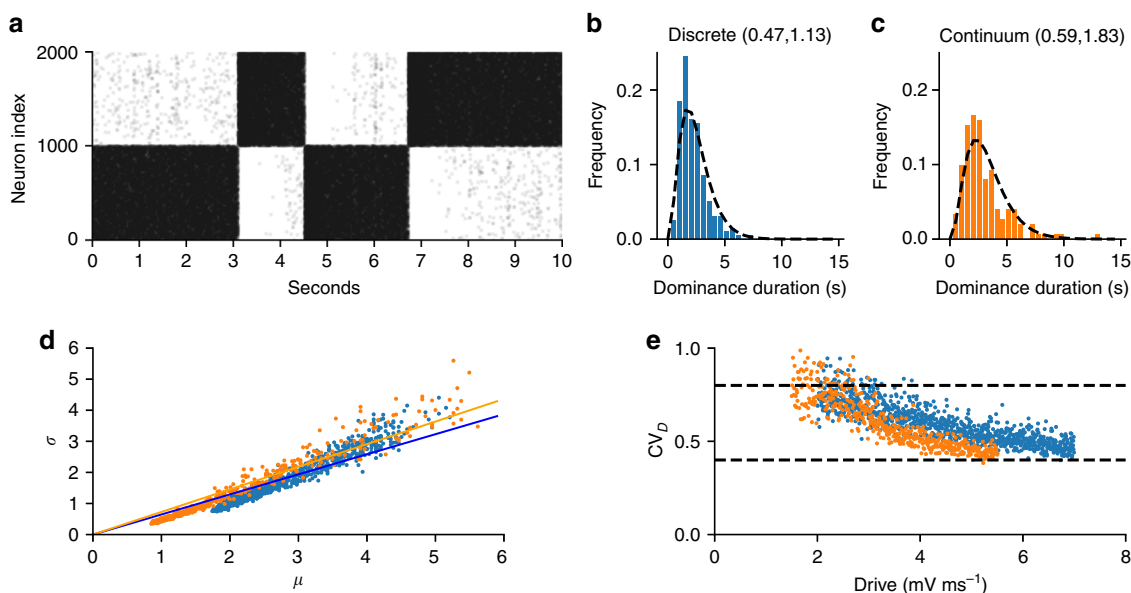 a
2000
1000
0
Neuron index
0 1 2 3 4 5 6 7 8 9 10
Seconds
b
Discrete (0.47,1.13)
0.2
0.1
0.0
Frequency
0 5 10 15
Dominance duration (s)
c
Continuum (0.59,1.83)
0.2
0.1
0.0
Frequency
0 5 10 15
Dominance duration (s)
d
6
5
4
3
2
1
0
σ
0 1 2 3 4 5 6
μ
e
1.0
0.5
0.0
CV_D
0 2 4 6 8
Drive (mV ms⁻¹)